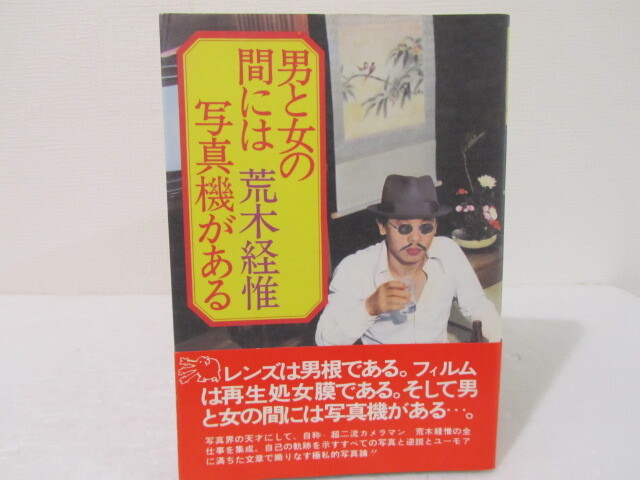 男と女の
間には
写真機がある
荒木経惟
レンズは男根である。フィルム
は再生処女膜である。そして男
と女の間には写真機がある…。
写真界の天才にして、自称 超二流カメラマン 荒木経惟の全
仕事を集成。自己の軌跡を示すすべての写真と逆説とユーモア
に満ちた文章で織りなす極私的写真論!!